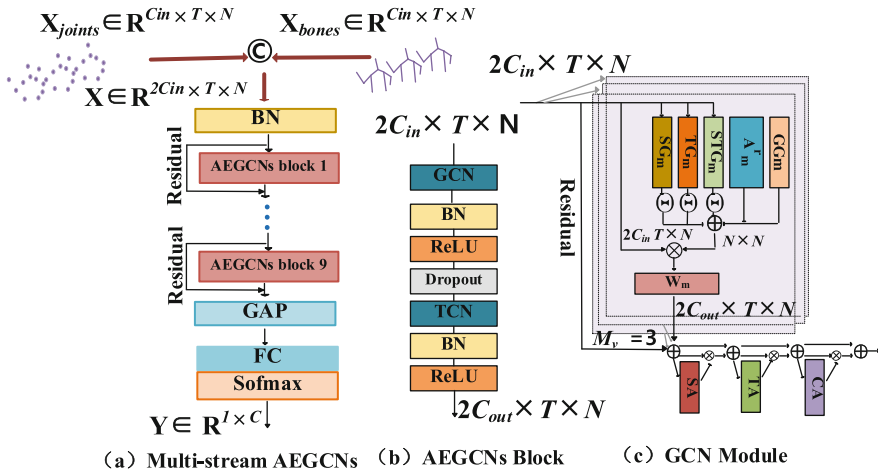 X_joints ∈ R^{Cin × T × N}
X_bones ∈ R^{Cin × T × N}
©
X ∈ R^{2Cin × T × N}
BN
Residual
AEGCNs block 1
Residual
AEGCNs block 9
GAP
FC
Sofmax
Y ∈ R^{1 × C}
(a) Multi-stream AEGCNs
2C_in × T × N
GCN
BN
ReLU
Dropout
TCN
BN
ReLU
2C_out × T × N
(b) AEGCNs Block
2C_in × T × N
Residual
SG_m
TG_m
STG_m
A^r_m
GGm
Σ
Σ
Σ
⊕
2C_in T × N
⊗
N × N
W_m
2C_out × T × N
M_v = 3
⊕ ⊗ ⊕ ⊗ ⊕ ⊗ ⊕
SA
TA
CA
(c) GCN Module